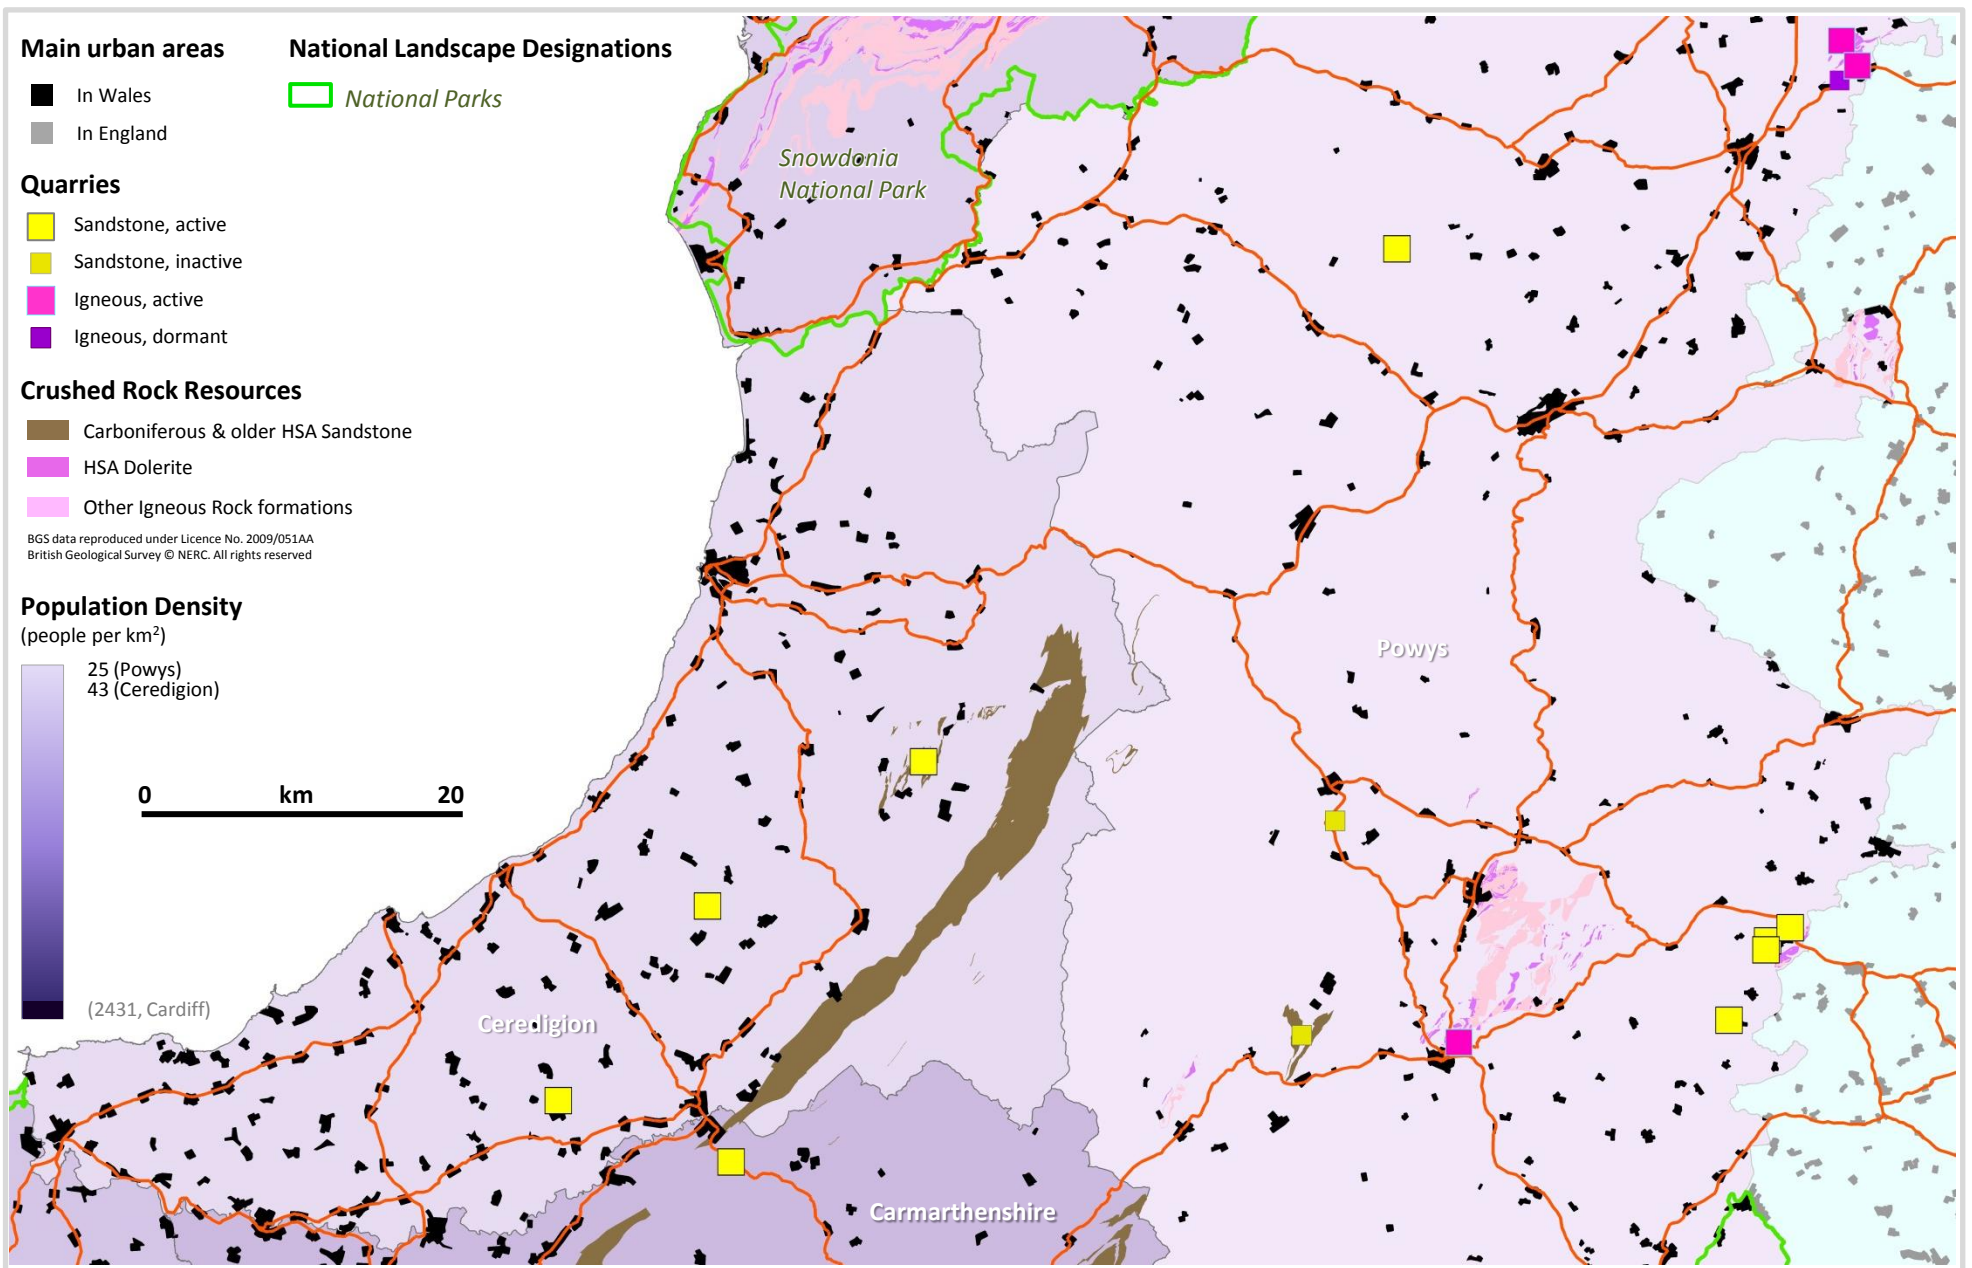 Main urban areas
In Wales
In England
National Landscape Designations
National Parks
Quarries
Sandstone, active
Sandstone, inactive
Igneous, active
Igneous, dormant
Crushed Rock Resources
Carboniferous & older HSA Sandstone
HSA Dolerite
Other Igneous Rock formations
BGS data reproduced under Licence No. 2009/051AA
British Geological Survey © NERC. All rights reserved
Population Density
(people per km²)
25 (Powys)
43 (Ceredigion)
(2431, Cardiff)
0 km 20
Snowdonia
National Park
Powys
Ceredigion
Carmarthenshire